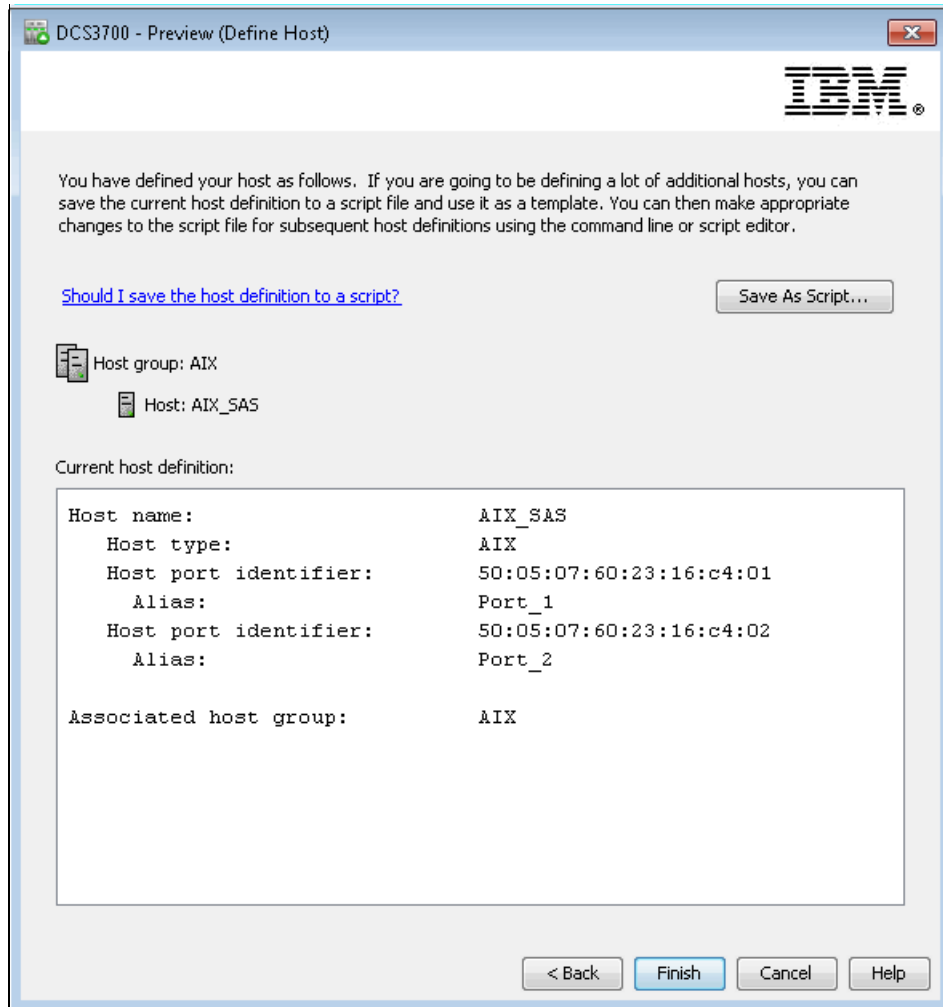 DCS3700 - Preview (Define Host)
IBM®
You have defined your host as follows. If you are going to be defining a lot of additional hosts, you can
save the current host definition to a script file and use it as a template. You can then make appropriate
changes to the script file for subsequent host definitions using the command line or script editor.
Should I save the host definition to a script?
Save As Script...
Host group: AIX
Host: AIX_SAS
Current host definition:
Host name: AIX_SAS
Host type: AIX
Host port identifier: 50:05:07:60:23:16:c4:01
Alias: Port_1
Host port identifier: 50:05:07:60:23:16:c4:02
Alias: Port_2
Associated host group: AIX
< Back Finish Cancel Help